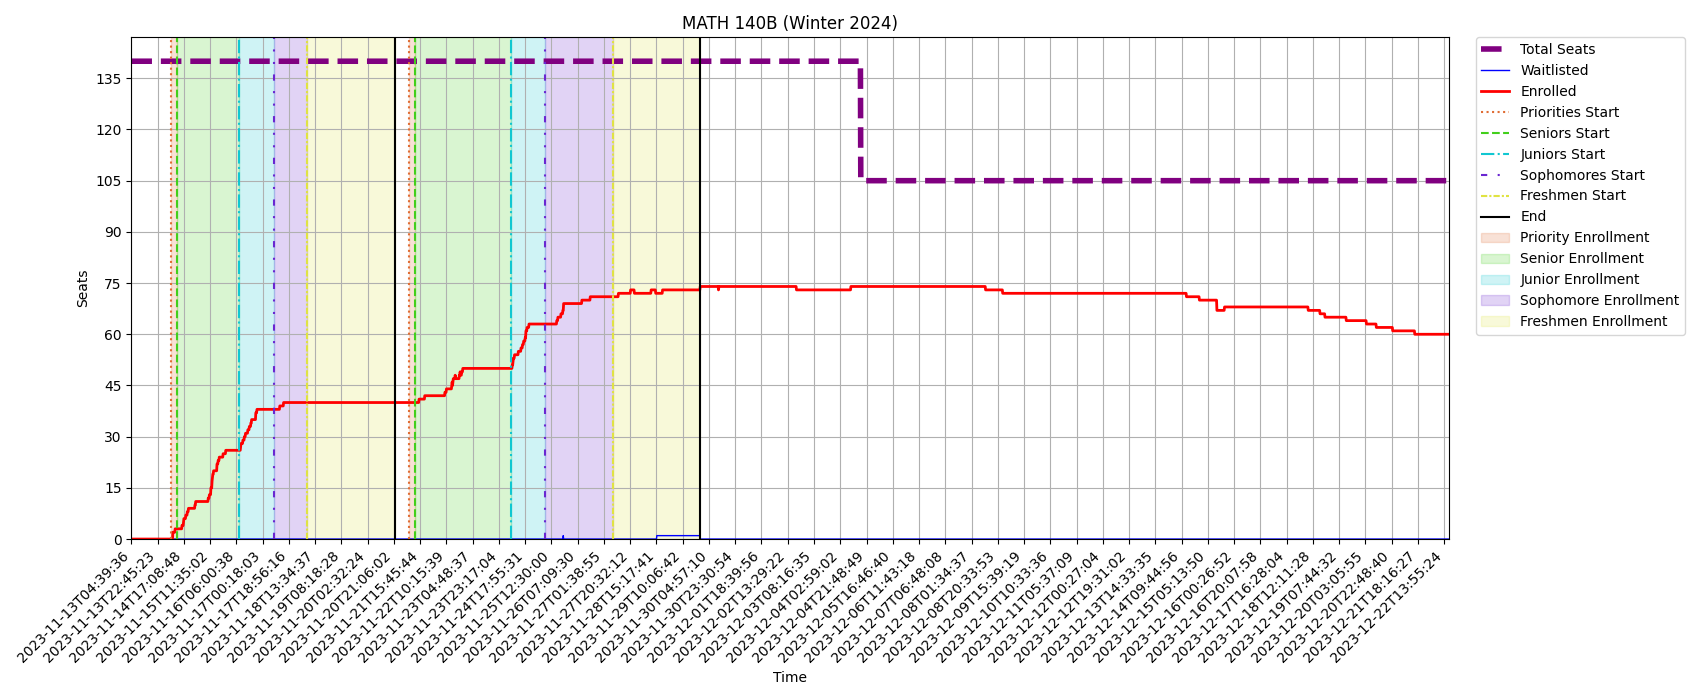 MATH 140B (Winter 2024)
Seats
135
120
105
90
75
60
45
30
15
0
2023-11-13T04:39:36
2023-11-13T22:45:23
2023-11-14T17:08:48
2023-11-15T11:35:02
2023-11-16T06:00:38
2023-11-17T00:18:03
2023-11-17T18:56:16
2023-11-18T13:34:37
2023-11-19T08:18:28
2023-11-20T02:32:24
2023-11-20T21:06:02
2023-11-21T15:45:44
2023-11-22T10:15:39
2023-11-23T04:48:37
2023-11-23T23:17:04
2023-11-24T17:55:31
2023-11-25T12:30:00
2023-11-26T07:09:30
2023-11-27T01:38:55
2023-11-27T20:32:12
2023-11-28T15:17:41
2023-11-29T10:06:42
2023-11-30T04:57:10
2023-11-30T23:30:54
2023-12-01T18:39:56
2023-12-02T13:29:22
2023-12-03T08:16:35
2023-12-04T02:59:02
2023-12-04T21:48:49
2023-12-05T16:46:40
2023-12-06T11:43:18
2023-12-07T06:48:08
2023-12-08T01:34:37
2023-12-08T20:33:53
2023-12-09T15:39:19
2023-12-10T10:33:36
2023-12-11T05:37:09
2023-12-12T00:27:04
2023-12-12T19:31:02
2023-12-13T14:33:35
2023-12-14T09:44:56
2023-12-15T05:13:50
2023-12-16T00:26:52
2023-12-16T20:07:58
2023-12-17T16:28:04
2023-12-18T12:11:28
2023-12-19T07:44:32
2023-12-20T03:05:55
2023-12-20T22:48:40
2023-12-21T18:16:27
2023-12-22T13:55:24
Time
Total Seats
Waitlisted
Enrolled
Priorities Start
Seniors Start
Juniors Start
Sophomores Start
Freshmen Start
End
Priority Enrollment
Senior Enrollment
Junior Enrollment
Sophomore Enrollment
Freshmen Enrollment